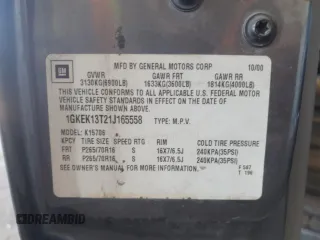 GM
MFD BY GENERAL MOTORS CORP 10/00
GVWR GAWR FRT GAWR RR
3130KG(6900LB) 1633KG(3600LB) 1814KG(4000LB)
THIS VEHICLE CONFORMS TO ALL APPLICABLE U.S. FEDERAL MOTOR
VEHICLE SAFETY STANDARDS IN EFFECT ON THE DATE OF
MANUFACTURE SHOWN ABOVE.
1GKEK13T21J165558 TYPE: M.P.V.
MODEL: K15706
KPCV TIRE SIZE SPEED RTG RIM COLD TIRE PRESSURE
FRT P265/70R16 S 16X7/6.5J 240KPA(35PSI)
RR P265/70R16 S 16X7/6.5J 240KPA(35PSI)
SEE OWNER'S MANUAL FOR ADDITIONAL INFORMATION.
DREAMBID